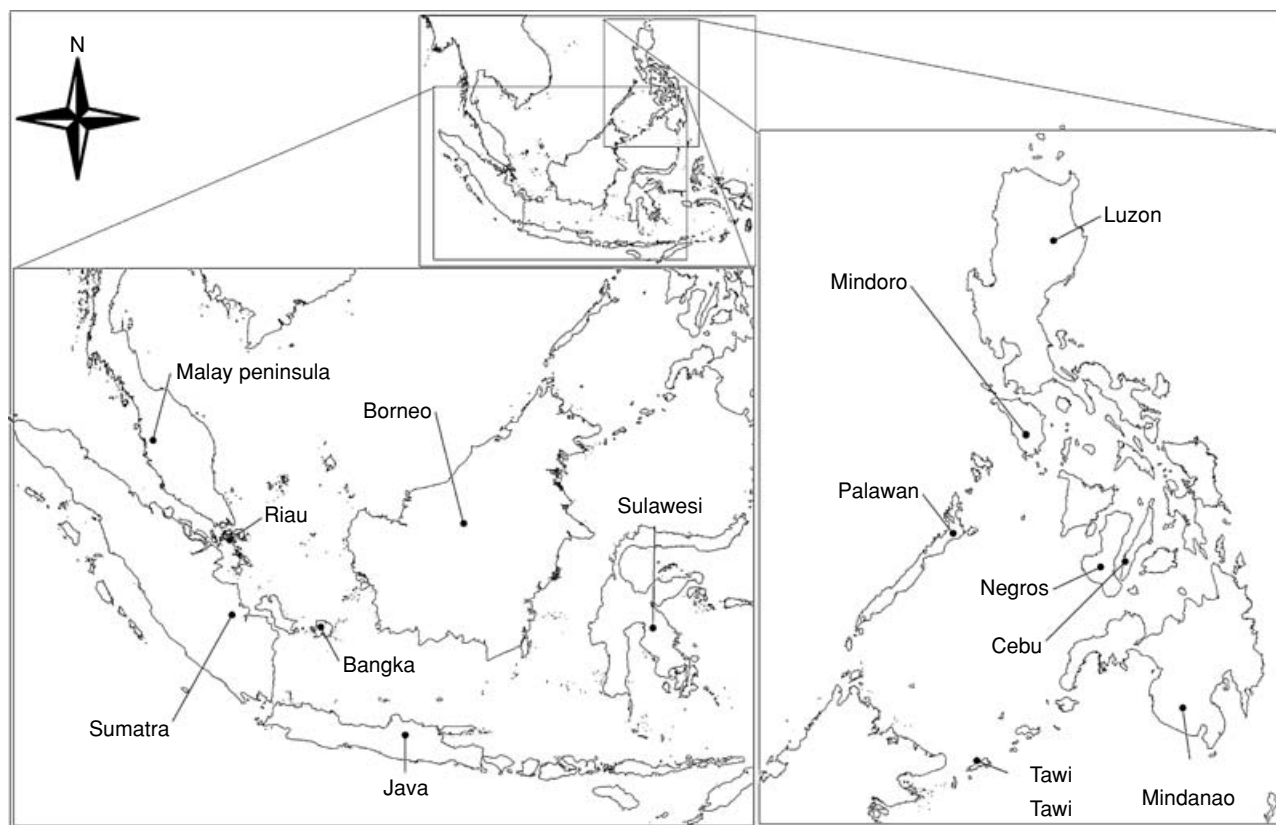 N
Luzon
Mindoro
Malay peninsula
Borneo
Palawan
Sulawesi
Riau
Negros
Cebu
Bangka
Sumatra
Java
Tawi
Tawi
Mindanao